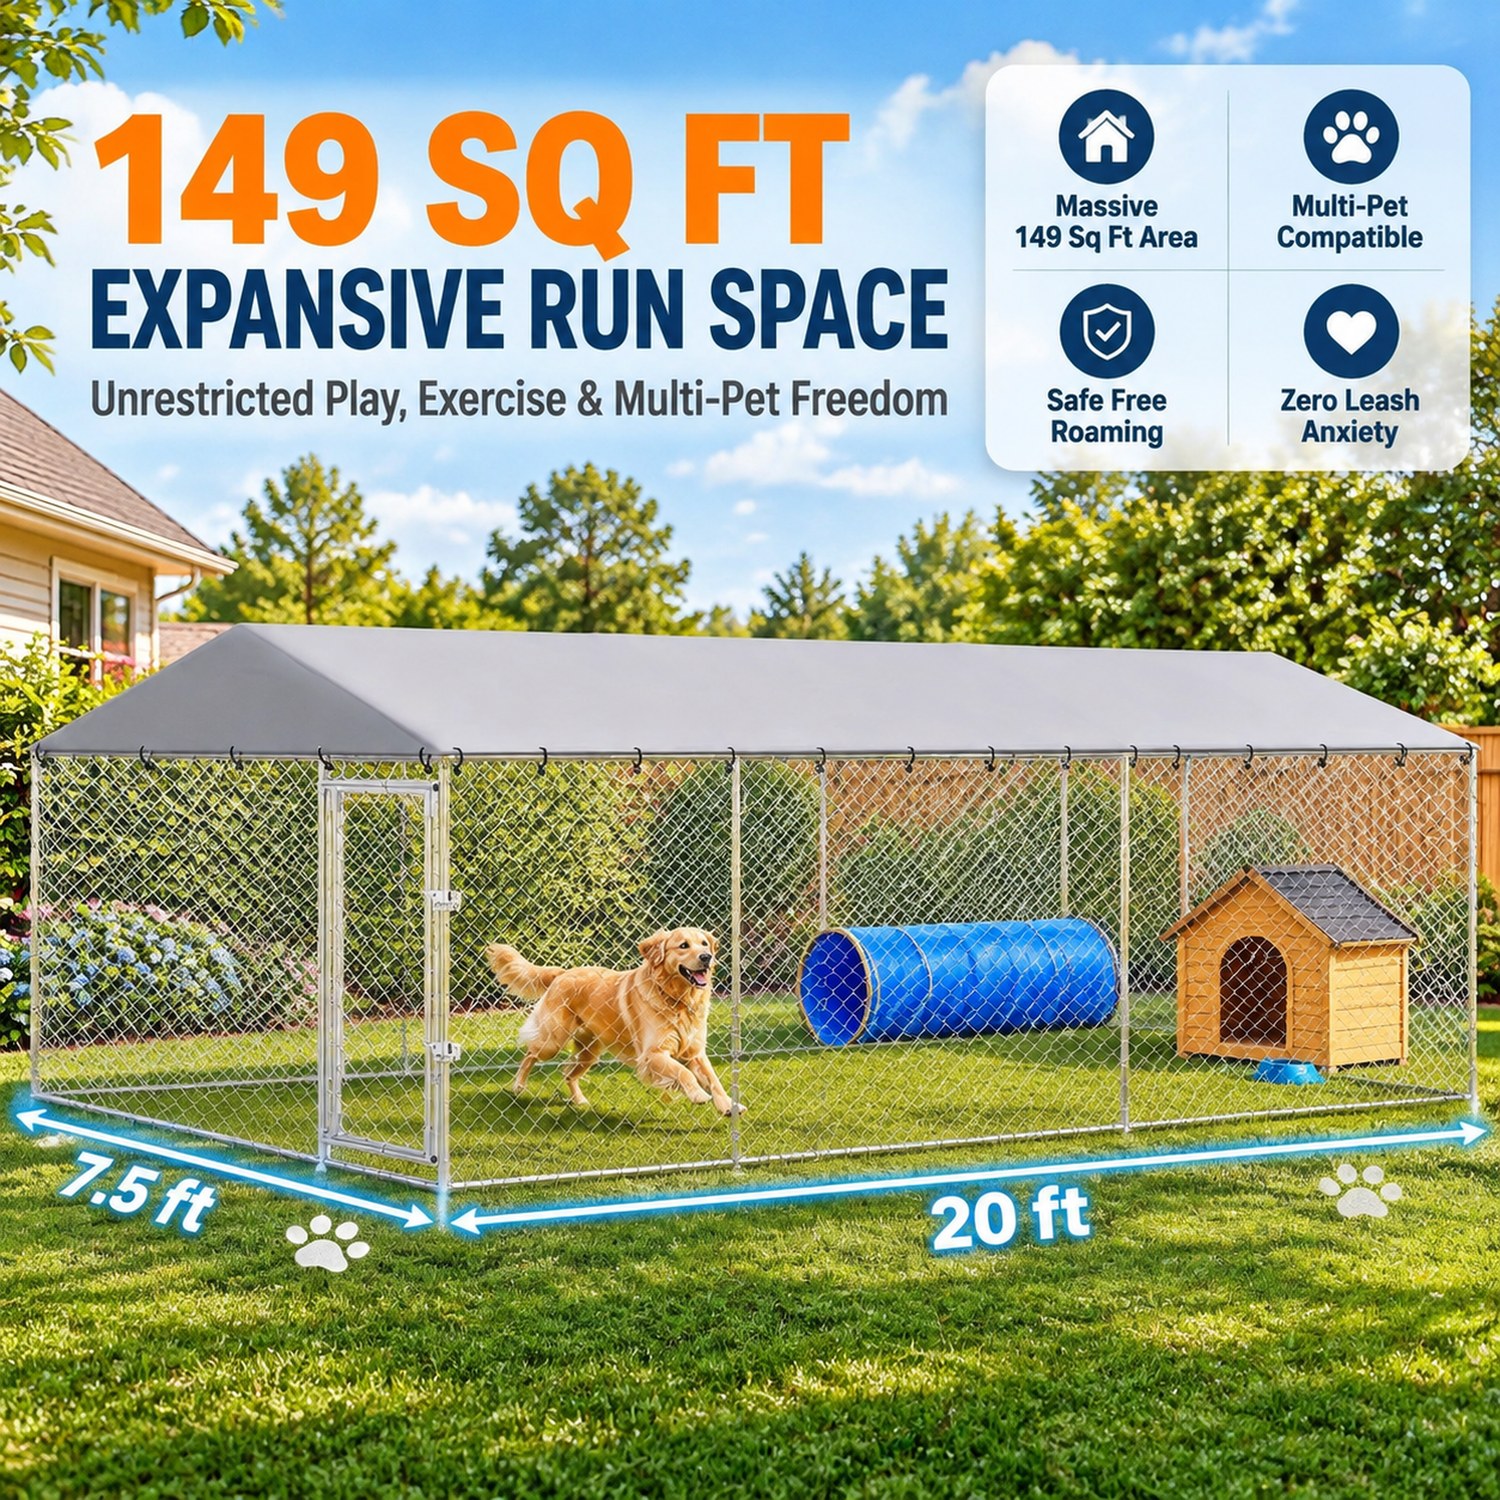 149 SQ FT
EXPANSIVE RUN SPACE
Unrestricted Play, Exercise & Multi-Pet Freedom
Massive
149 Sq Ft Area
Multi-Pet
Compatible
Safe Free
Roaming
Zero Leash
Anxiety
7.5 ft
20 ft